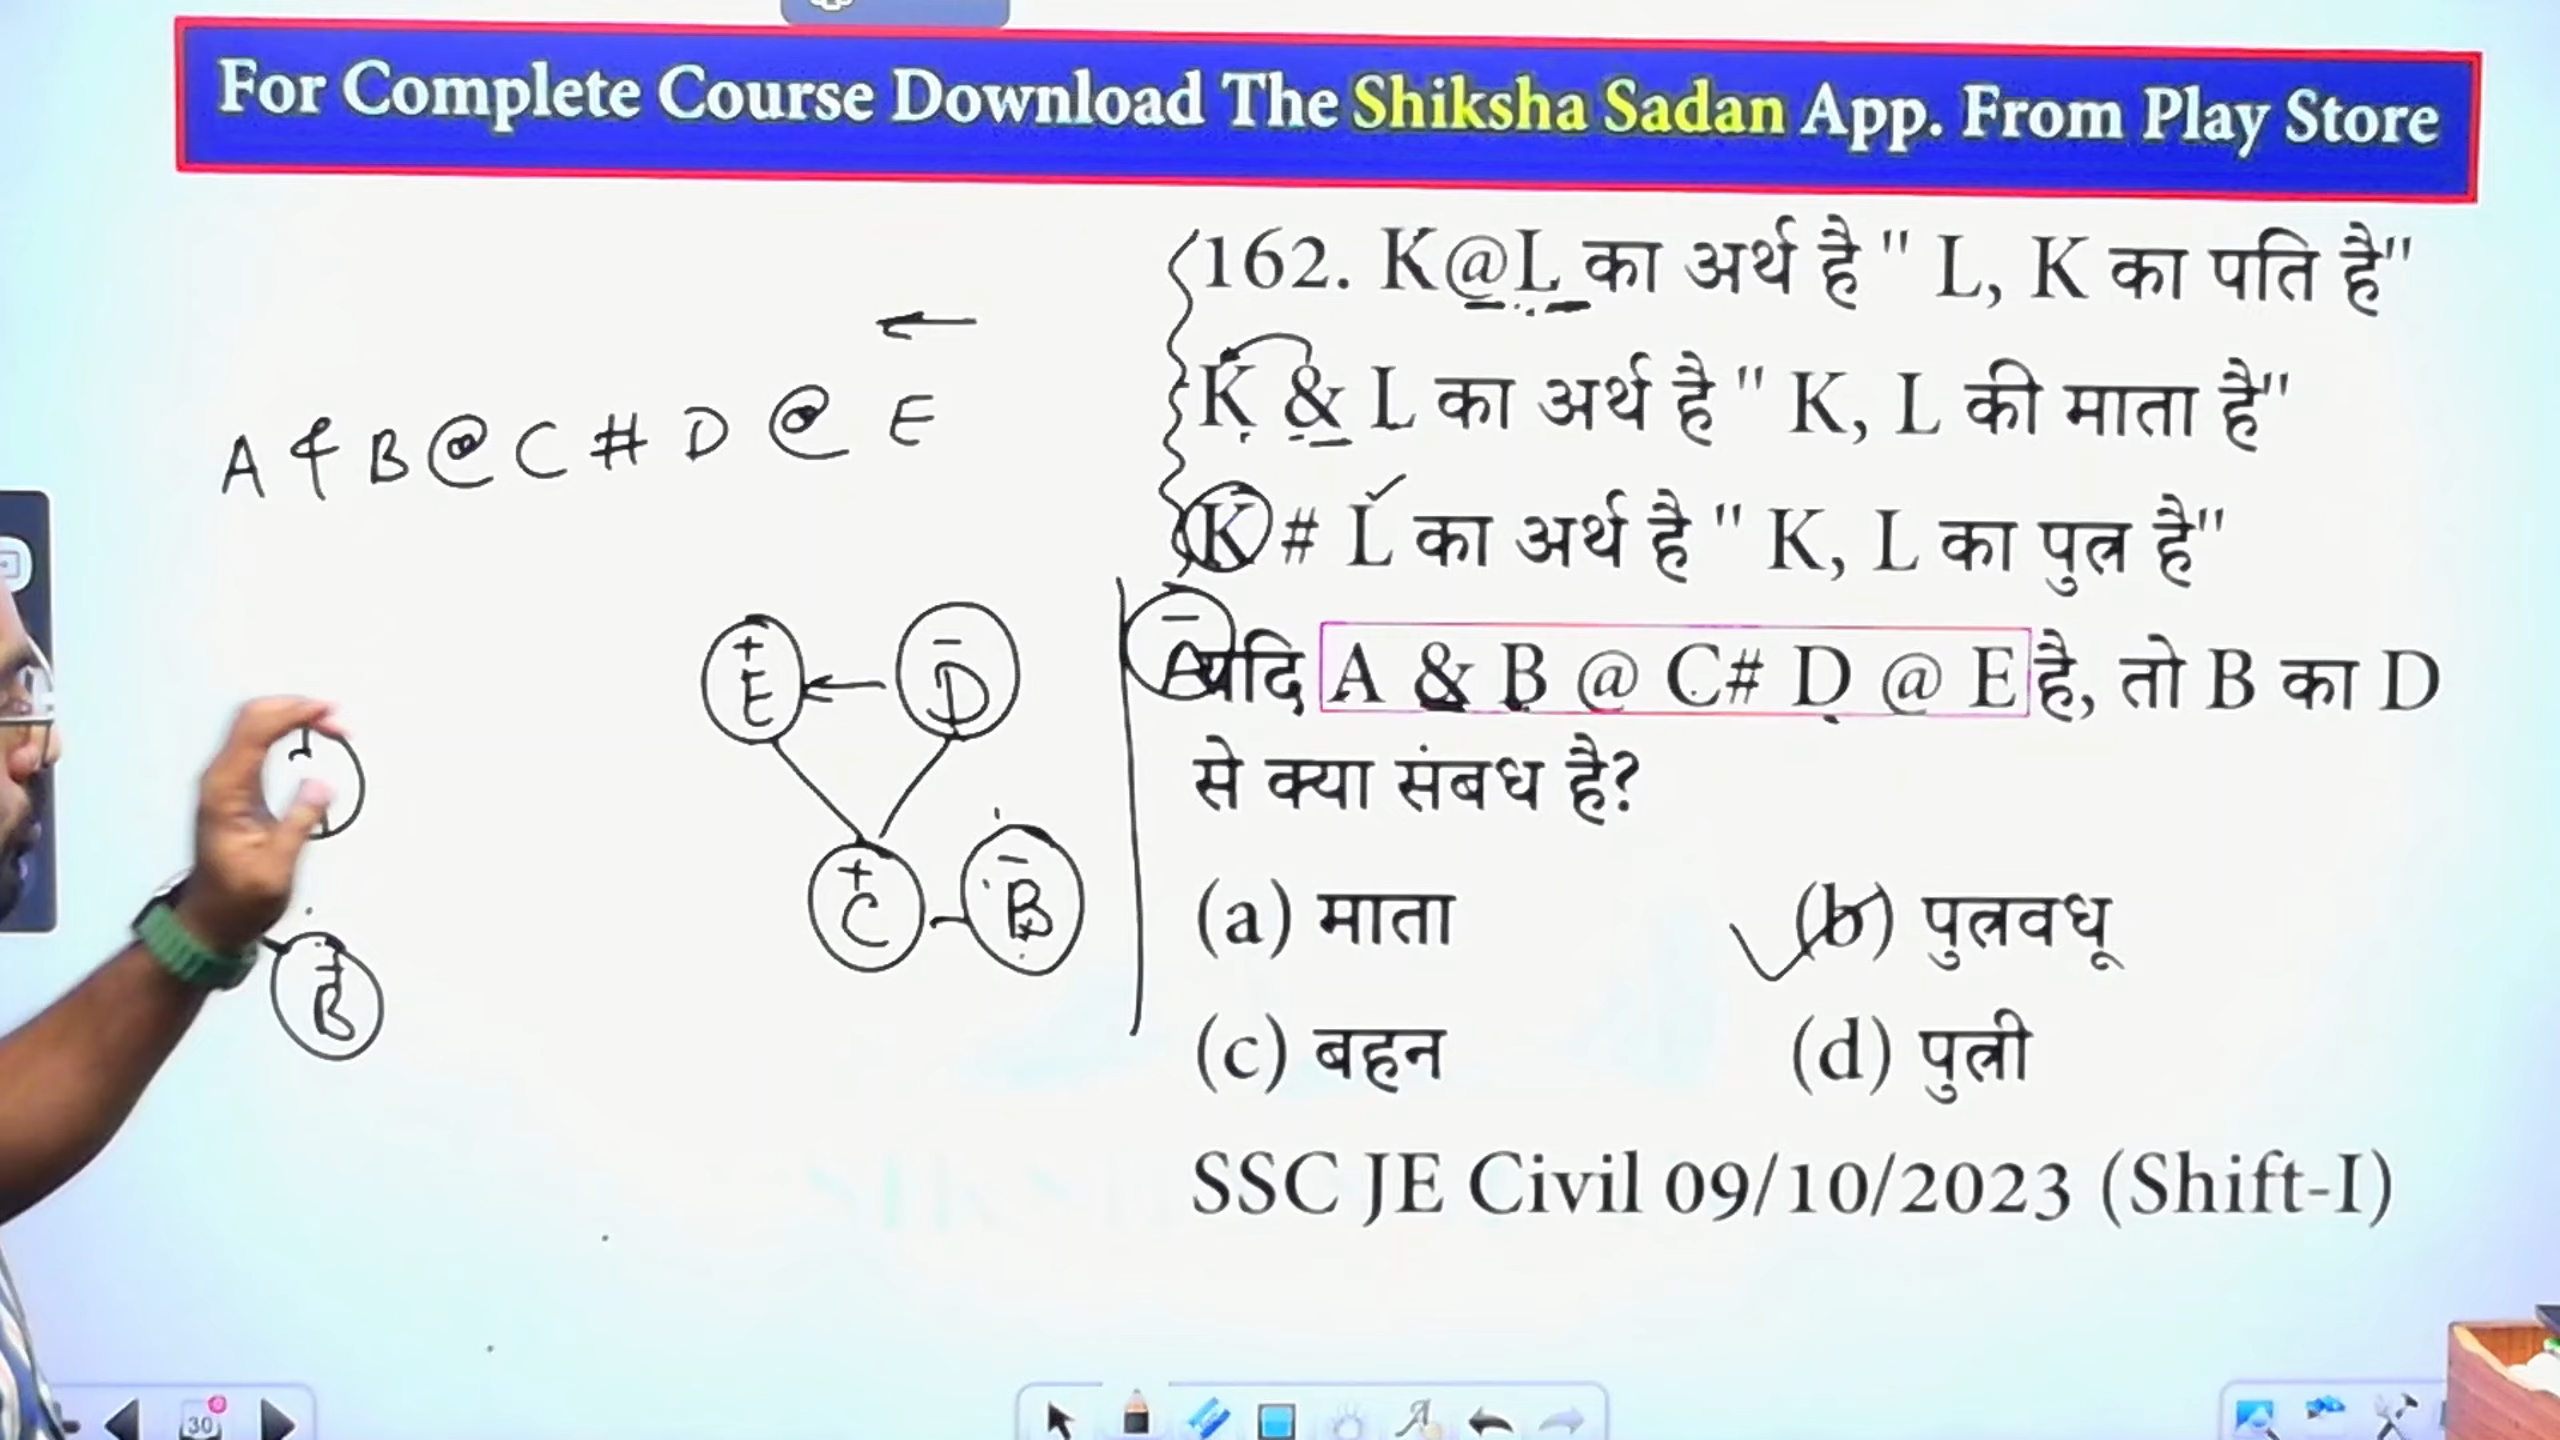 For Complete Course Download The Shiksha Sadan App. From Play Store
162. K@L का अर्थ है " L, K का पति है"
K & L का अर्थ है " K, L की माता है"
K # L का अर्थ है " K, L का पुत्र है"
यदि A & B @ C# D @ E है, तो B का D
से क्या संबध है?
(a) माता (b) पुत्रवधू
(c) बहन (d) पुत्री
SSC JE Civil 09/10/2023 (Shift-I)
A & B @ C # D @ E
+ E - D
+ C - B
B
30